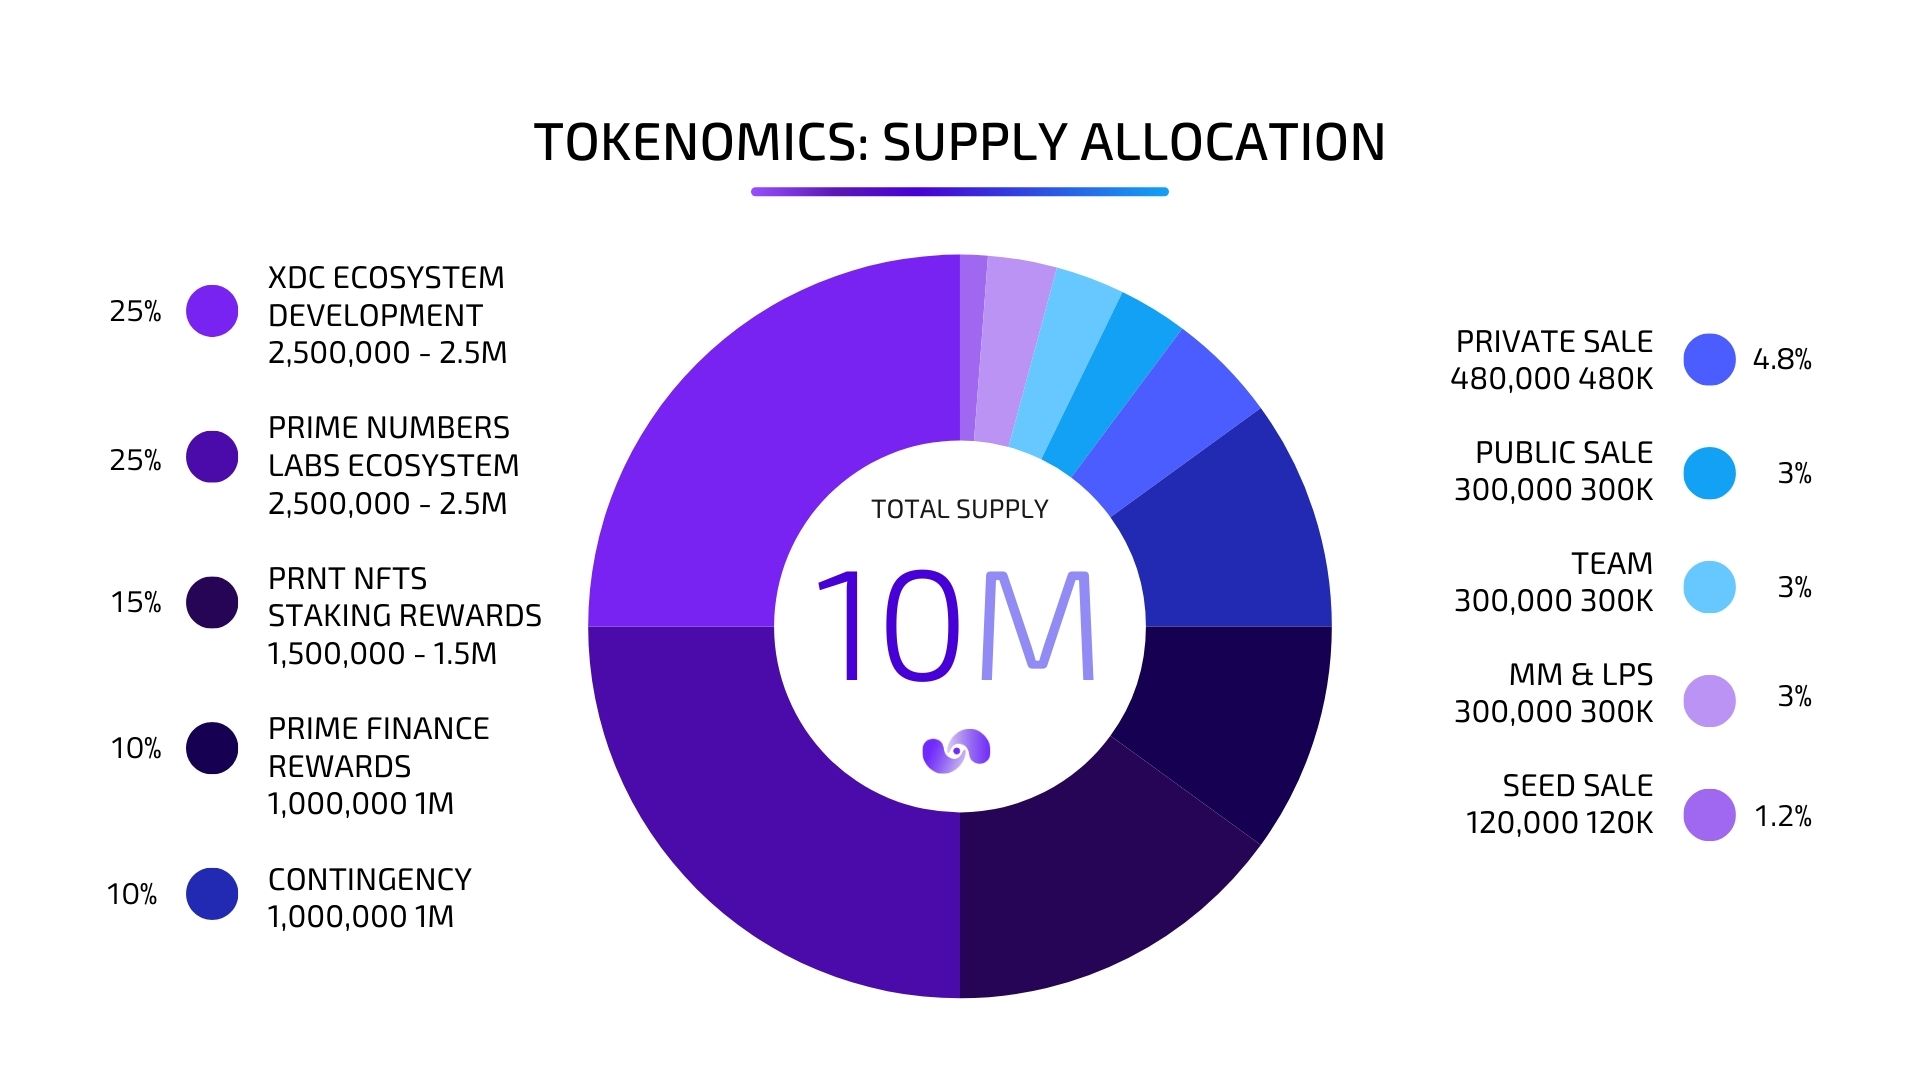 TOKENOMICS: SUPPLY ALLOCATION
25%
XDC ECOSYSTEM
DEVELOPMENT
2,500,000 - 2.5M
25%
PRIME NUMBERS
LABS ECOSYSTEM
2,500,000 - 2.5M
15%
PRNT NFTS
STAKING REWARDS
1,500,000 - 1.5M
10%
PRIME FINANCE
REWARDS
1,000,000 1M
10%
CONTINGENCY
1,000,000 1M
TOTAL SUPPLY
10M
PRIVATE SALE
480,000 480K
4.8%
PUBLIC SALE
300,000 300K
3%
TEAM
300,000 300K
3%
MM & LPS
300,000 300K
3%
SEED SALE
120,000 120K
1.2%